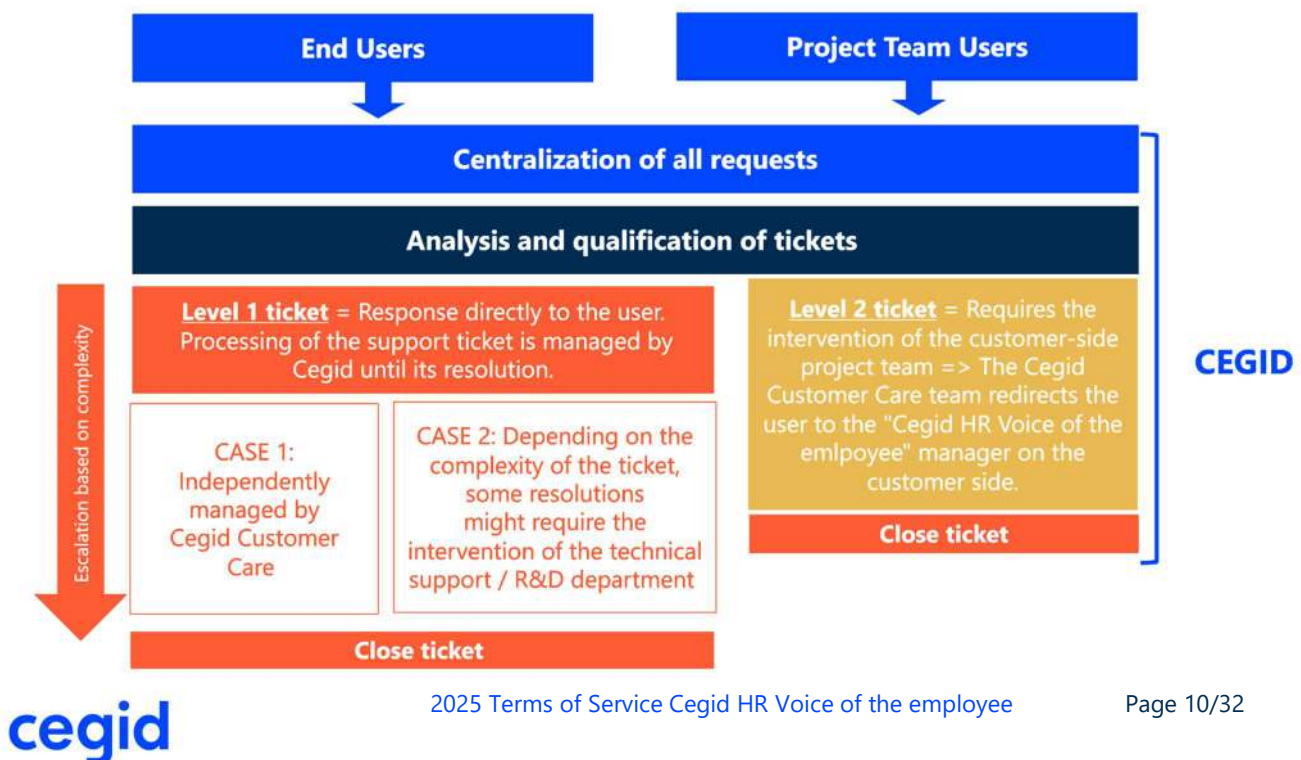 End Users
Project Team Users
Centralization of all requests
Analysis and qualification of tickets
Escalation based on complexity
Level 1 ticket = Response directly to the user.
Processing of the support ticket is managed by
Cegid until its resolution.
CASE 1:
Independently
managed by
Cegid Customer
Care
CASE 2: Depending on the
complexity of the ticket,
some resolutions
might require the
intervention of the technical
support / R&D department
Close ticket
Level 2 ticket = Requires the
intervention of the customer-side
project team => The Cegid
Customer Care team redirects the
user to the "Cegid HR Voice of the
emlpoyee" manager on the
customer side.
Close ticket
CEGID
cegid
2025 Terms of Service Cegid HR Voice of the employee
Page 10/32